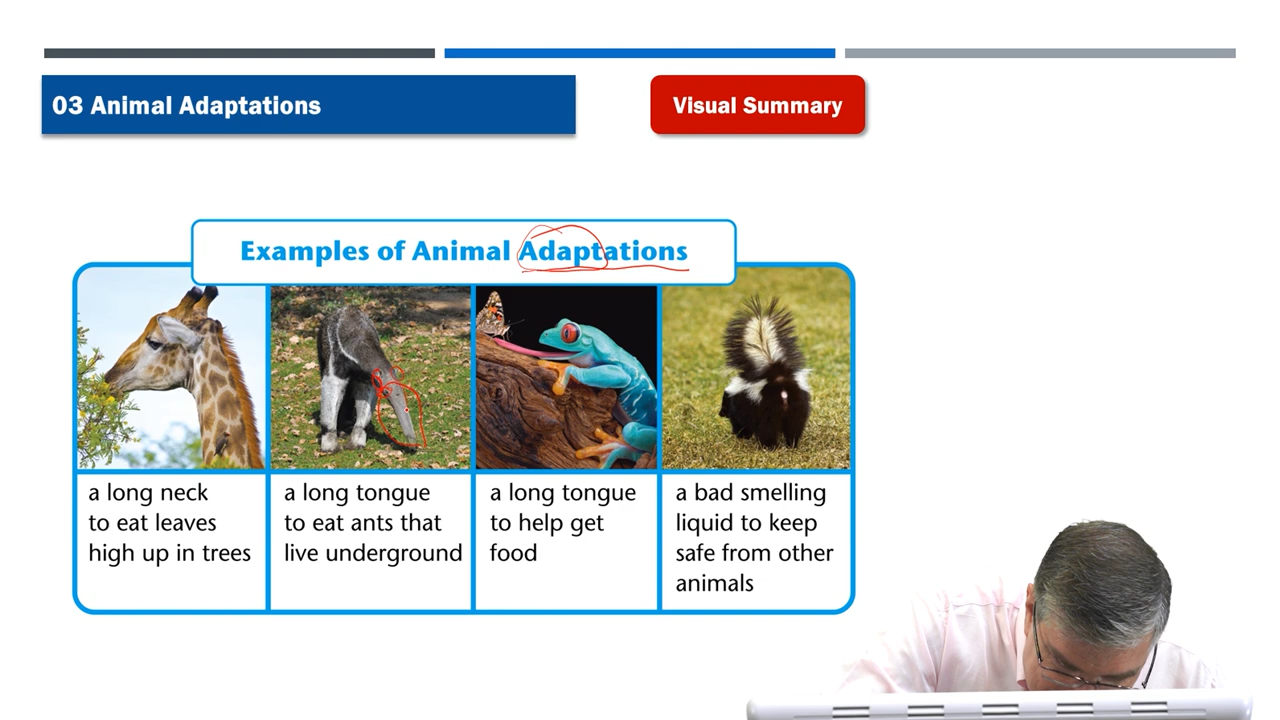 03 Animal Adaptations
Visual Summary
Examples of Animal Adaptations
a long neck
to eat leaves
high up in trees
a long tongue
to eat ants that
live underground
a long tongue
to help get
food
a bad smelling
liquid to keep
safe from other
animals